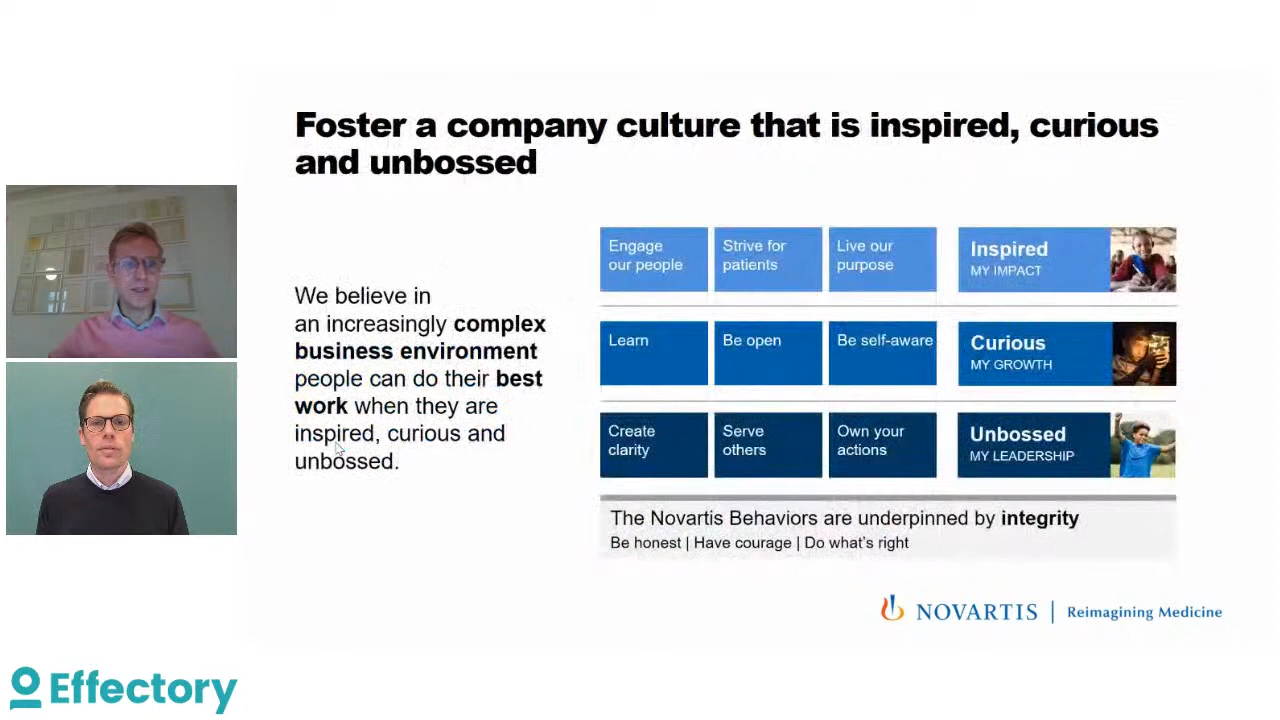 Foster a company culture that is inspired, curious
and unbossed
We believe in
an increasingly complex
business environment
people can do their best
work when they are
inspired, curious and
unbossed.
Engage
our people
Strive for
patients
Live our
purpose
Inspired
MY IMPACT
Learn
Be open
Be self-aware
Curious
MY GROWTH
Create
clarity
Serve
others
Own your
actions
Unbossed
MY LEADERSHIP
The Novartis Behaviors are underpinned by integrity
Be honest | Have courage | Do what's right
NOVARTIS | Reimagining Medicine
Effectory